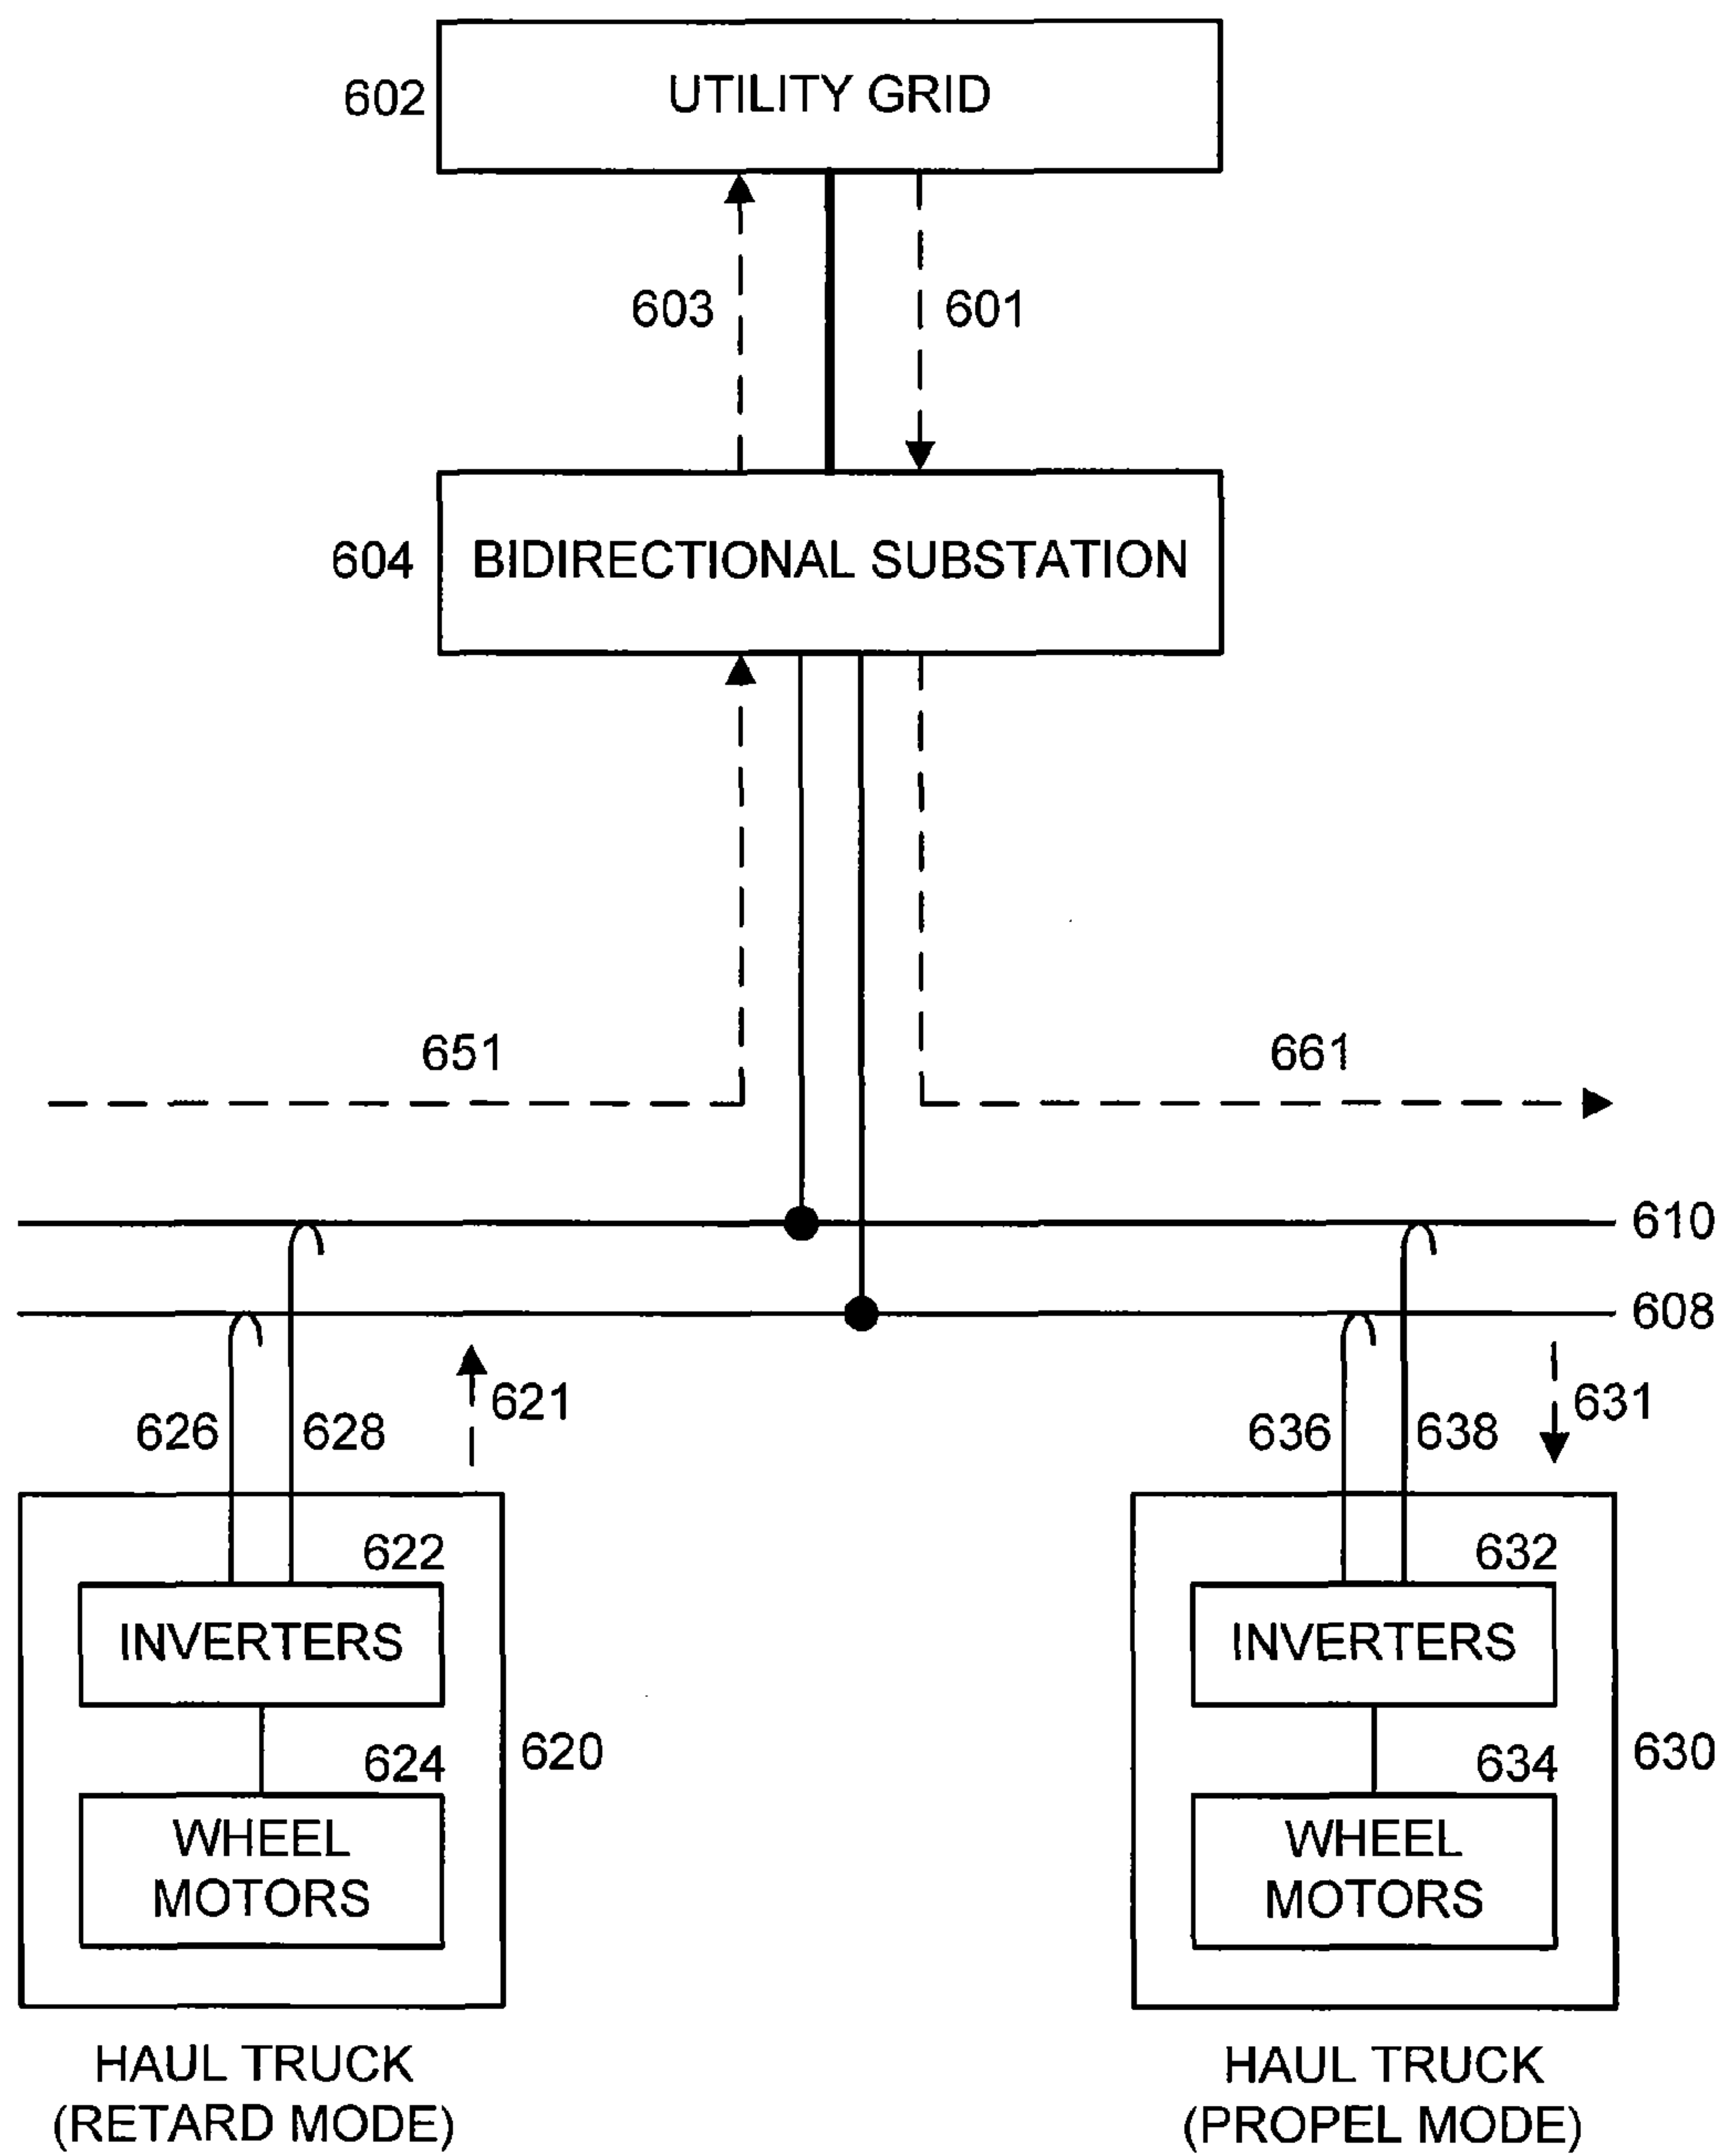 602
UTILITY GRID
603
601
604
BIDIRECTIONAL SUBSTATION
651
661
610
608
626
628
621
636
638
631
622
INVERTERS
620
624
WHEEL
MOTORS
632
INVERTERS
630
634
WHEEL
MOTORS
HAUL TRUCK
(RETARD MODE)
HAUL TRUCK
(PROPEL MODE)